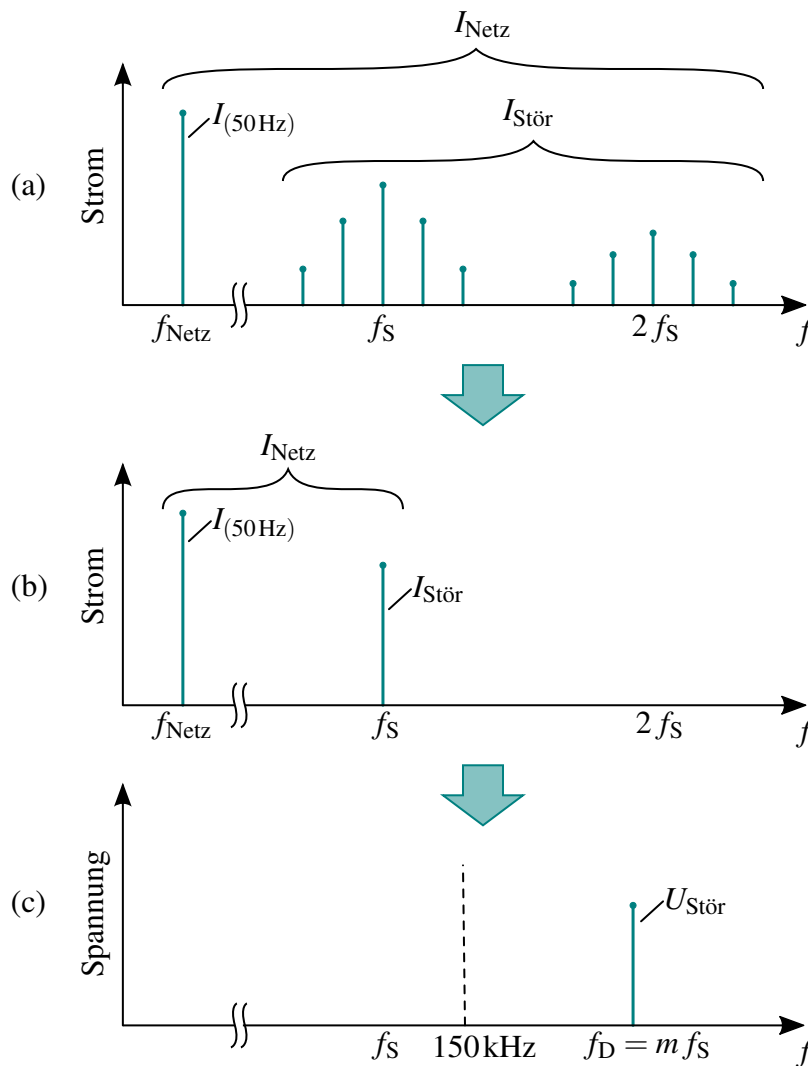 I_Netz
I_(50 Hz)
I_Stör
(a)
Strom
f_Netz
f_S
2 f_S
f
I_Netz
I_(50 Hz)
I_Stör
(b)
Strom
f_Netz
f_S
2 f_S
f
(c)
Spannung
U_Stör
f_S
150 kHz
f_D = m f_S
f